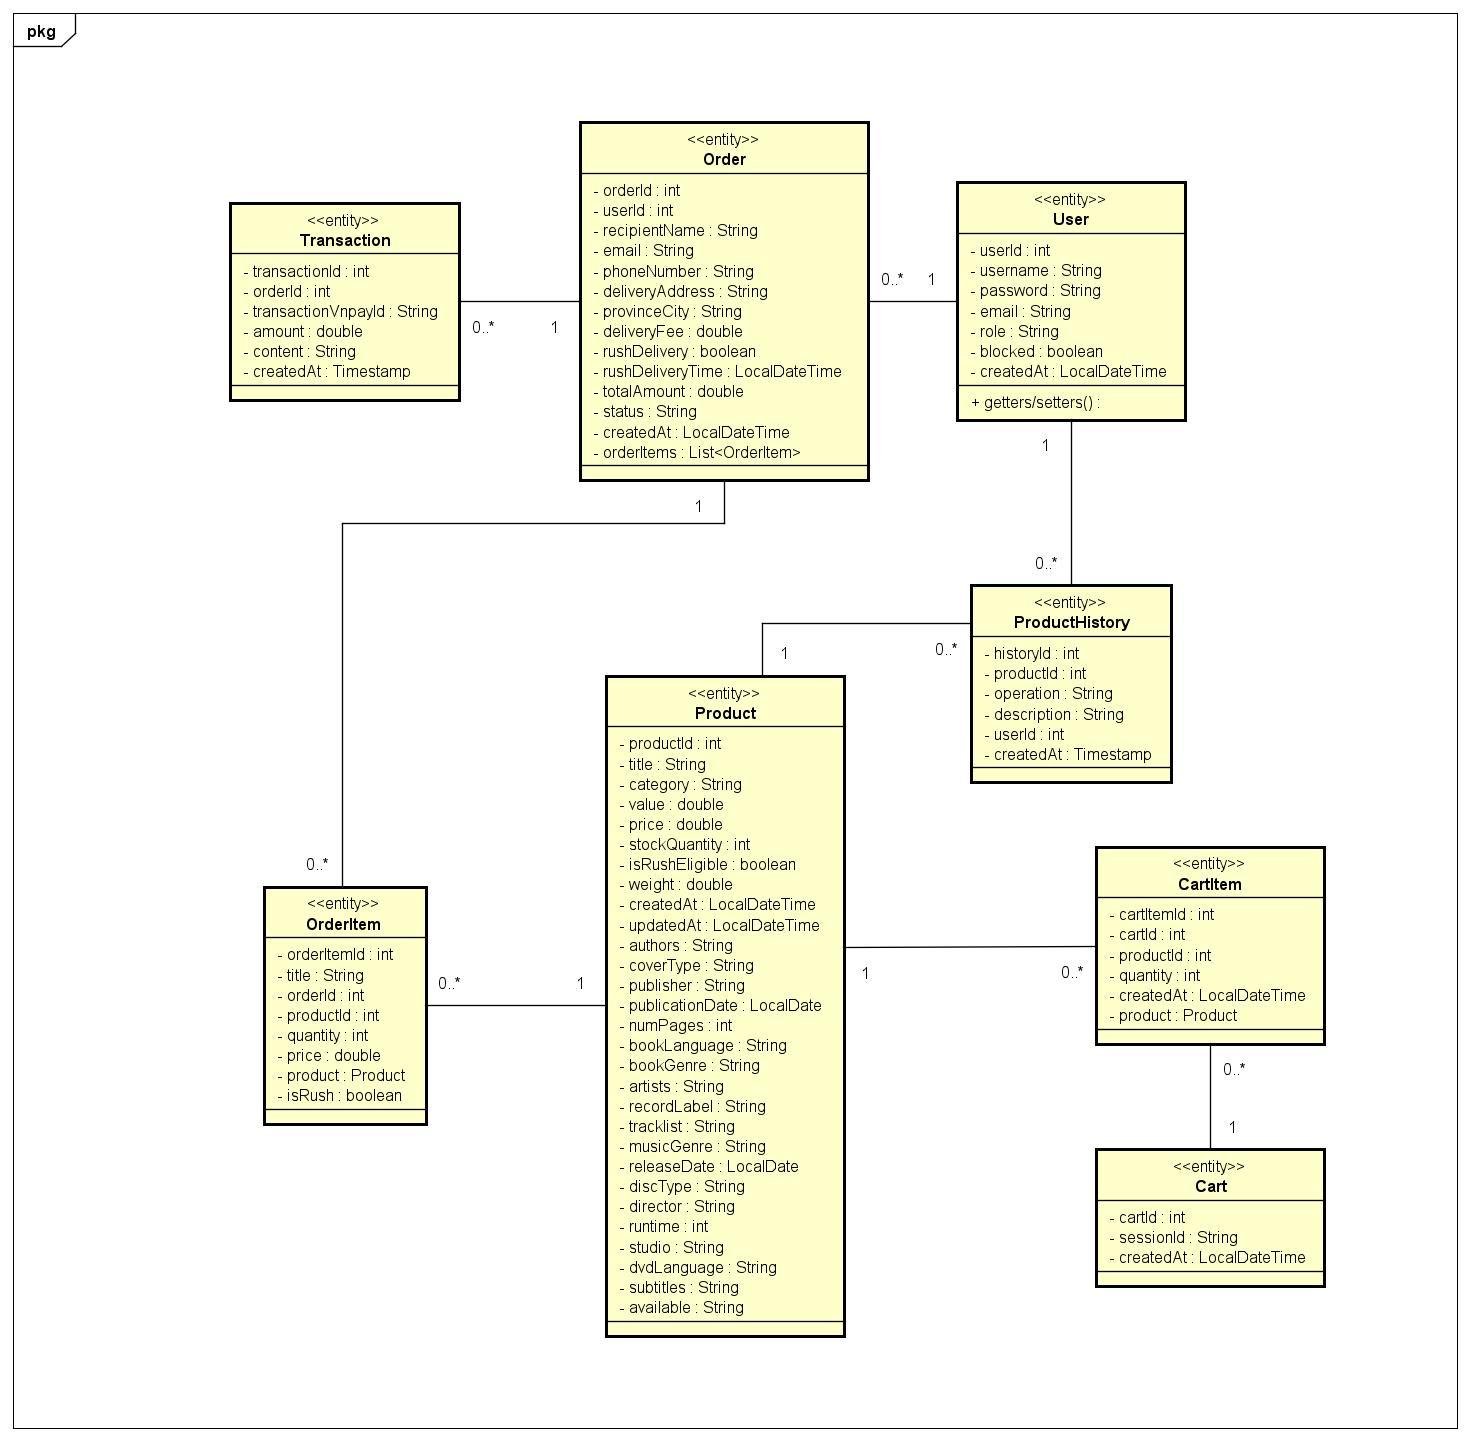 pkg
<<entity>>
Order
- orderId : int
- userId : int
- recipientName : String
- email : String
- phoneNumber : String
- deliveryAddress : String
- provinceCity : String
- deliveryFee : double
- rushDelivery : boolean
- rushDeliveryTime : LocalDateTime
- totalAmount : double
- status : String
- createdAt : LocalDateTime
- orderItems : List<OrderItem>
<<entity>>
User
- userId : int
- username : String
- password : String
- email : String
- role : String
- blocked : boolean
- createdAt : LocalDateTime
+ getters/setters() :
<<entity>>
Transaction
- transactionId : int
- orderId : int
- transactionVnpayId : String
- amount : double
- content : String
- createdAt : Timestamp
0..* 1
0..* 1
1
1
0..*
<<entity>>
ProductHistory
- historyId : int
- productId : int
- operation : String
- description : String
- userId : int
- createdAt : Timestamp
1 0..*
<<entity>>
Product
- productId : int
- title : String
- category : String
- value : double
- price : double
- stockQuantity : int
- isRushEligible : boolean
- weight : double
- createdAt : LocalDateTime
- updatedAt : LocalDateTime
- authors : String
- coverType : String
- publisher : String
- publicationDate : LocalDate
- numPages : int
- bookLanguage : String
- bookGenre : String
- artists : String
- recordLabel : String
- tracklist : String
- musicGenre : String
- releaseDate : LocalDate
- discType : String
- director : String
- runtime : int
- studio : String
- dvdLanguage : String
- subtitles : String
- available : String
0..*
<<entity>>
OrderItem
- orderItemId : int
- title : String
- orderId : int
- productId : int
- quantity : int
- price : double
- product : Product
- isRush : boolean
0..* 1
1 0..*
<<entity>>
CartItem
- cartItemId : int
- cartId : int
- productId : int
- quantity : int
- createdAt : LocalDateTime
- product : Product
0..*
1
<<entity>>
Cart
- cartId : int
- sessionId : String
- createdAt : LocalDateTime